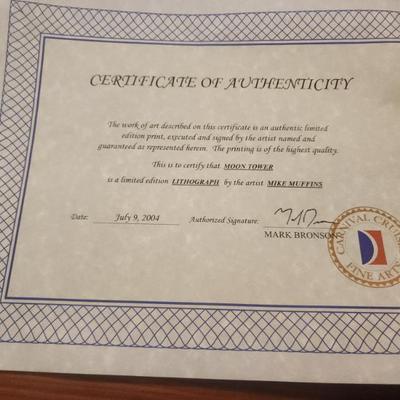 CERTIFICATE OF AUTHENTICITY
The work of art described on this certificate is an authentic limited
edition print, executed and signed by the artist named and
guaranteed as represented herein. The printing is of the highest quality.
This is to certify that MOON TOWER
is a limited edition LITHOGRAPH by the artist MIKE MUFFINS
Date: July 9, 2004 Authorized Signature:
MARK BRONSON
CARNIVAL CRUISE
FINE ARTS